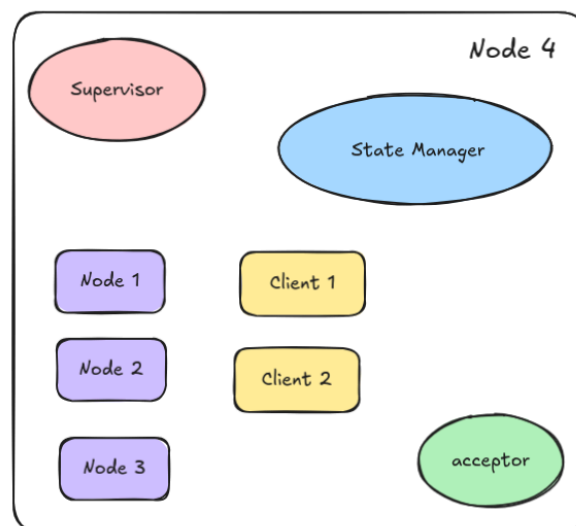 Node 4
Supervisor
State Manager
Node 1
Client 1
Node 2
Client 2
Node 3
acceptor